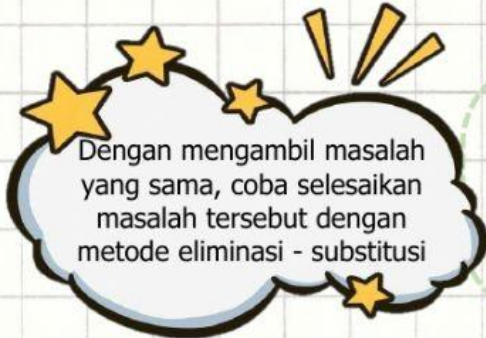 Dengan mengambil masalah
yang sama, coba selesaikan
masalah tersebut dengan
metode eliminasi - substitusi